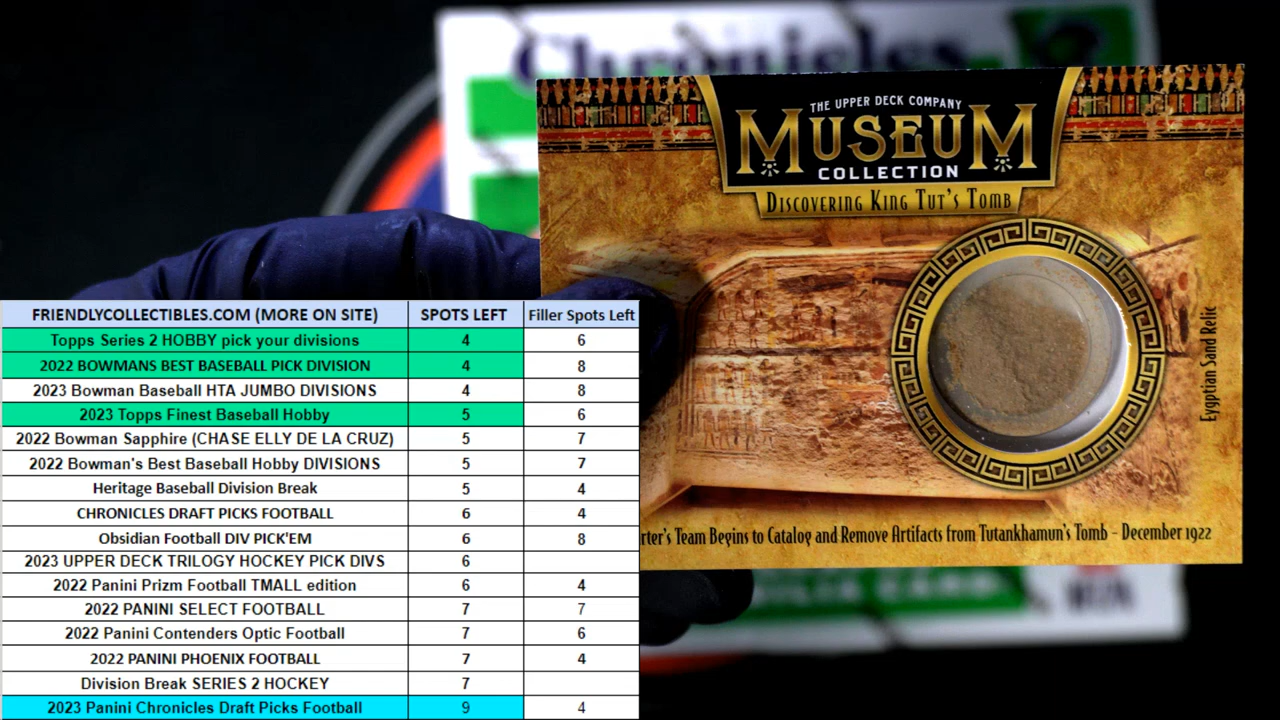 Chronicles
THE UPPER DECK COMPANY
MUSEUM
COLLECTION
DISCOVERING KING TUT'S TOMB
Eyyptian Sand Relic
rter's Team Begins to Catalog and Remove Artifacts from Tutankhamun's Tomb - December 1922
FRIENDLYCOLLECTIBLES.COM (MORE ON SITE) SPOTS LEFT Filler Spots Left
Topps Series 2 HOBBY pick your divisions 4 6
2022 BOWMANS BEST BASEBALL PICK DIVISION 4 8
2023 Bowman Baseball HTA JUMBO DIVISIONS 4 8
2023 Topps Finest Baseball Hobby 5 6
2022 Bowman Sapphire (CHASE ELLY DE LA CRUZ) 5 7
2022 Bowman's Best Baseball Hobby DIVISIONS 5 7
Heritage Baseball Division Break 5 4
CHRONICLES DRAFT PICKS FOOTBALL 6 4
Obsidian Football DIV PICK'EM 6 8
2023 UPPER DECK TRILOGY HOCKEY PICK DIVS 6
2022 Panini Prizm Football TMALL edition 6 4
2022 PANINI SELECT FOOTBALL 7 7
2022 Panini Contenders Optic Football 7 6
2022 PANINI PHOENIX FOOTBALL 7 4
Division Break SERIES 2 HOCKEY 7
2023 Panini Chronicles Draft Picks Football 9 4